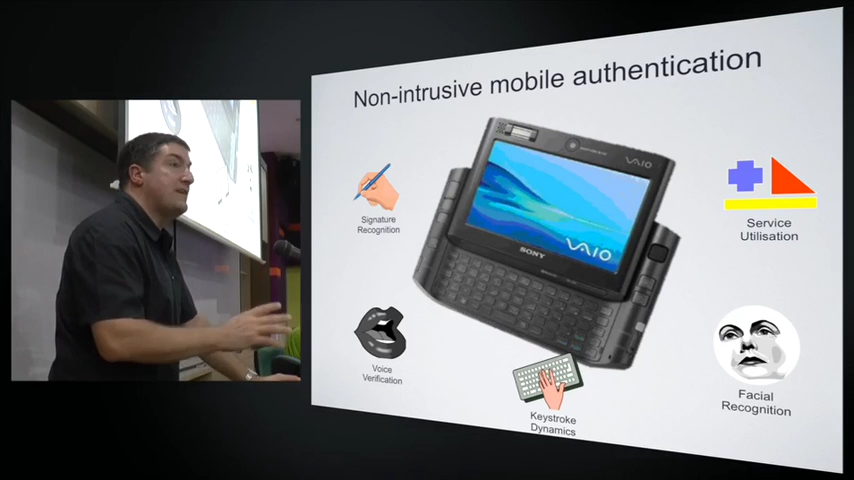 Non-intrusive mobile authentication
VAIO
Signature
Recognition
Service
Utilisation
VAIO
SONY
Voice
Verification
Facial
Recognition
Keystroke
Dynamics